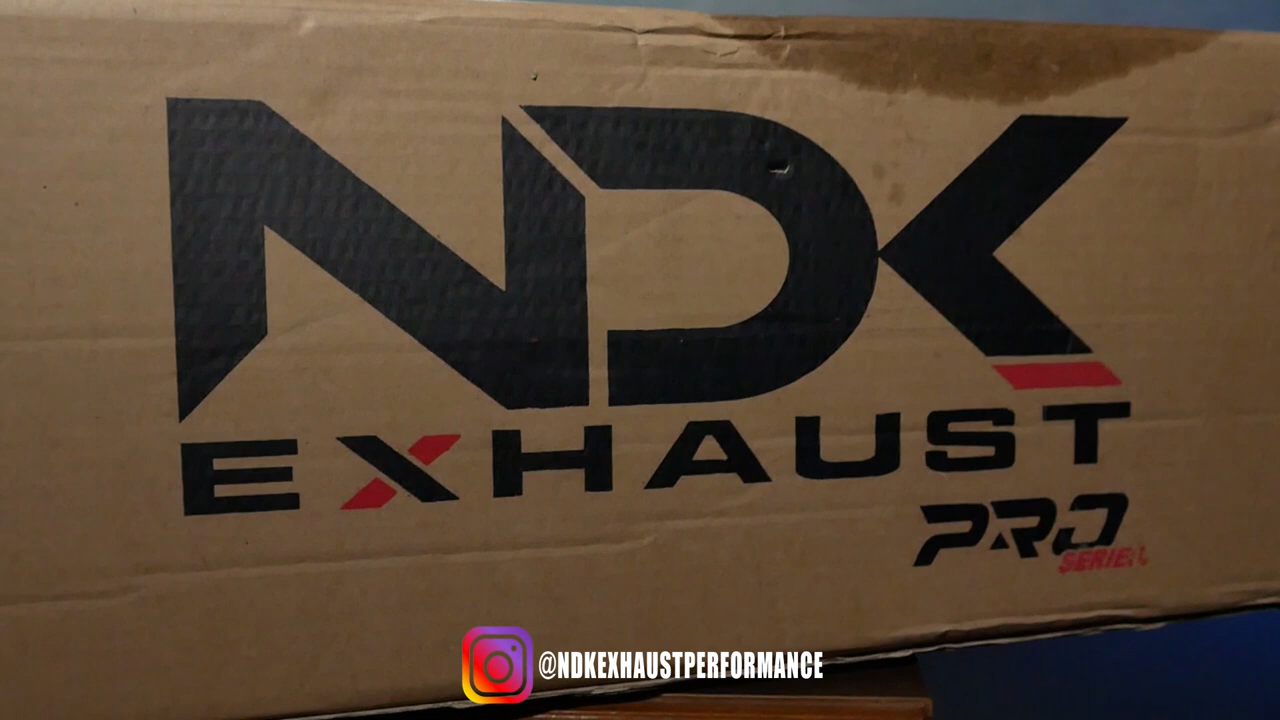 NDK
EXHAUST
PRO
SERIES
@NDKEXHAUSTPERFORMANCE